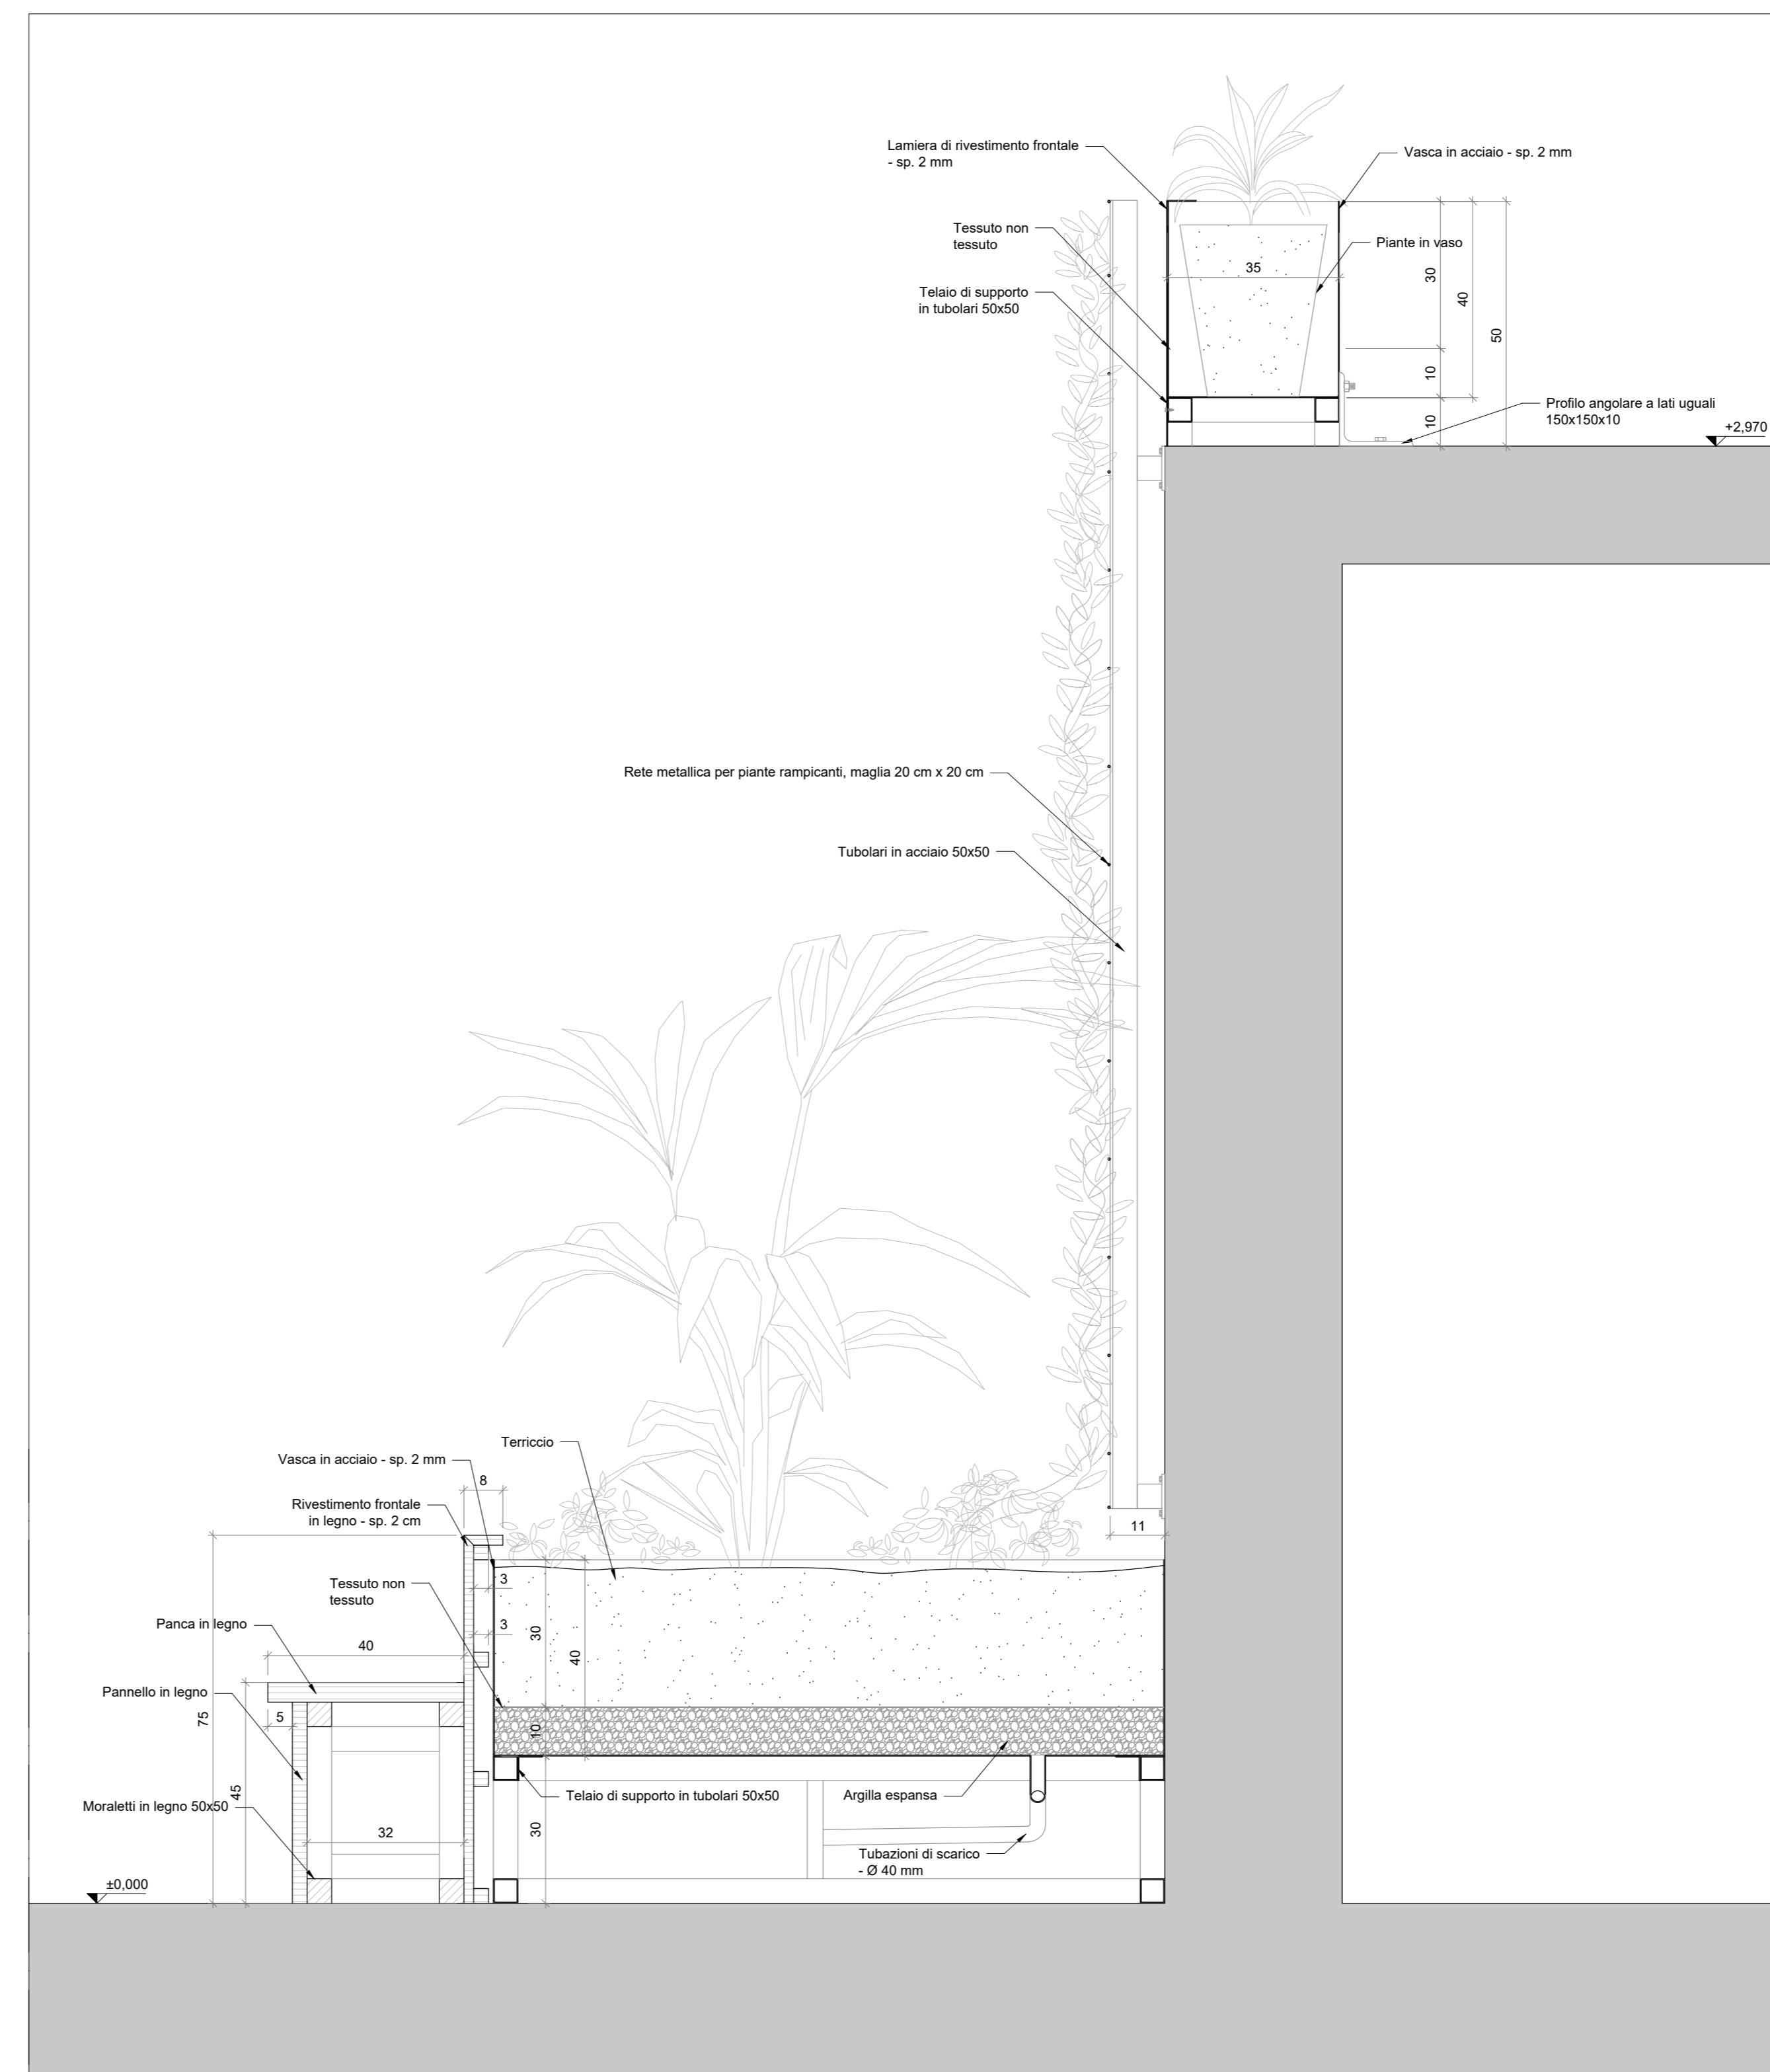 Lamiera di rivestimento frontale
- sp. 2 mm
Vasca in acciaio - sp. 2 mm
Tessuto non
tessuto
Piante in vaso
35
30
40
50
Telaio di supporto
in tubolari 50x50
10
10
Profilo angolare a lati uguali
150x150x10
+2,970
Rete metallica per piante rampicanti, maglia 20 cm x 20 cm
Tubolari in acciaio 50x50
Terriccio
Vasca in acciaio - sp. 2 mm
8
Rivestimento frontale
in legno - sp. 2 cm
11
Tessuto non
tessuto
3
3
30
40
Panca in legno
40
Pannello in legno
5
75
10
45
Telaio di supporto in tubolari 50x50
Argilla espansa
Moraletti in legno 50x50
32
30
Tubazioni di scarico
- Ø 40 mm
±0,000